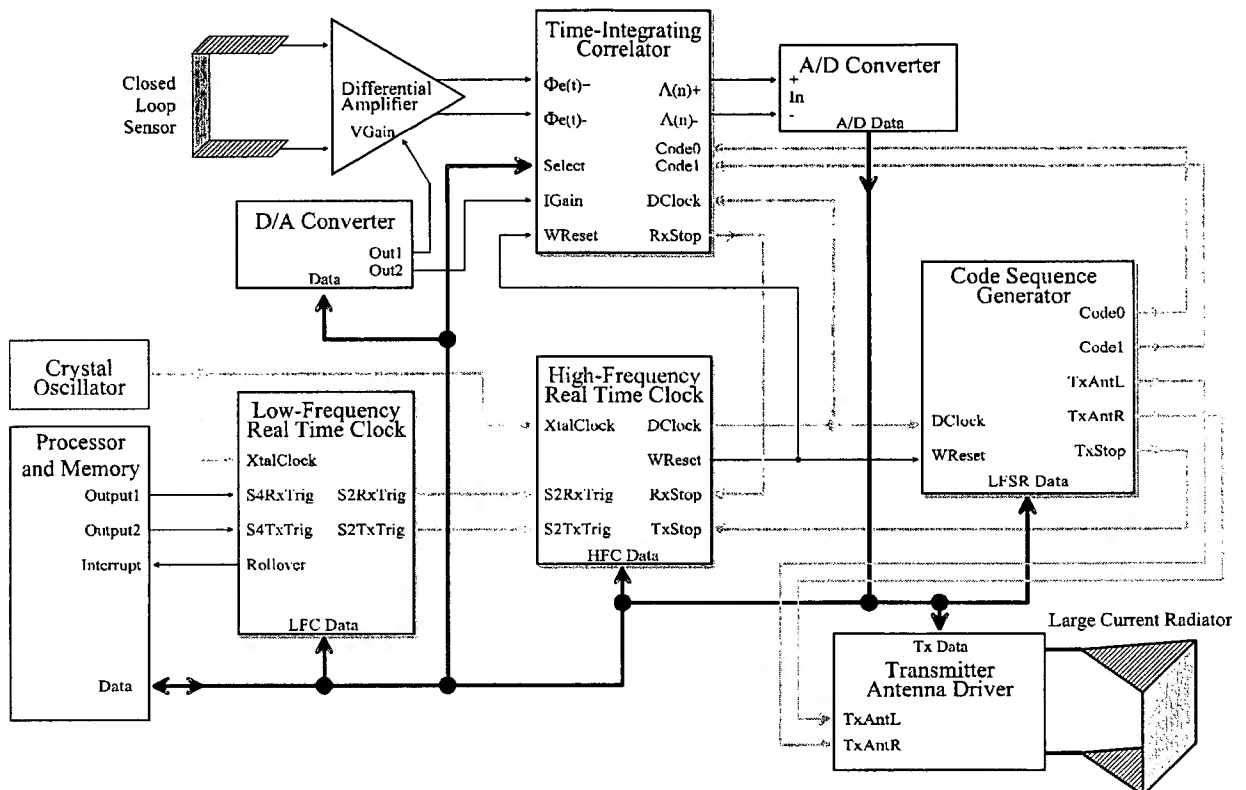 Closed
Loop
Sensor
Differential
Amplifier
VGain
Time-Integrating
Correlator
Φe(t)-
Φe(t)-
Select
IGain
WReset
Λ(n)+
Λ(n)-
Code0
Code1
DClock
RxStop
A/D Converter
+
In
-
A/D Data
D/A Converter
Out1
Out2
Data
Code Sequence
Generator
Code0
Code1
TxAntL
TxAntR
TxStop
DClock
WReset
LFSR Data
Crystal
Oscillator
Low-Frequency
Real Time Clock
XtalClock
S4RxTrig
S4TxTrig
Rollover
S2RxTrig
S2TxTrig
LFC Data
High-Frequency
Real Time Clock
XtalClock
S2RxTrig
S2TxTrig
DClock
WReset
RxStop
TxStop
HFC Data
Processor
and Memory
Output1
Output2
Interrupt
Data
Large Current Radiator
Tx Data
Transmitter
Antenna Driver
TxAntL
TxAntR